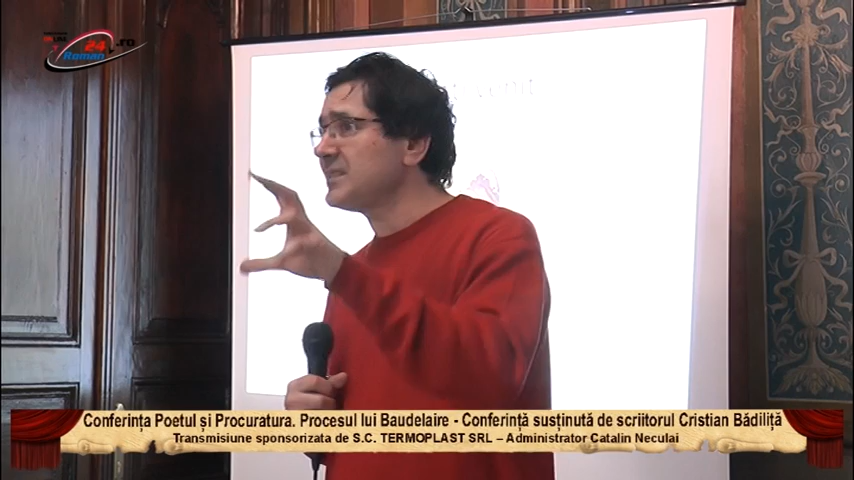 Roman 24.ro
Conferința Poetul și Procuratura. Procesul lui Baudelaire - Conferință susținută de scriitorul Cristian Bădiliță
Transmisiune sponsorizata de S.C. TERMOPLAST SRL – Administrator Catalin Neculai